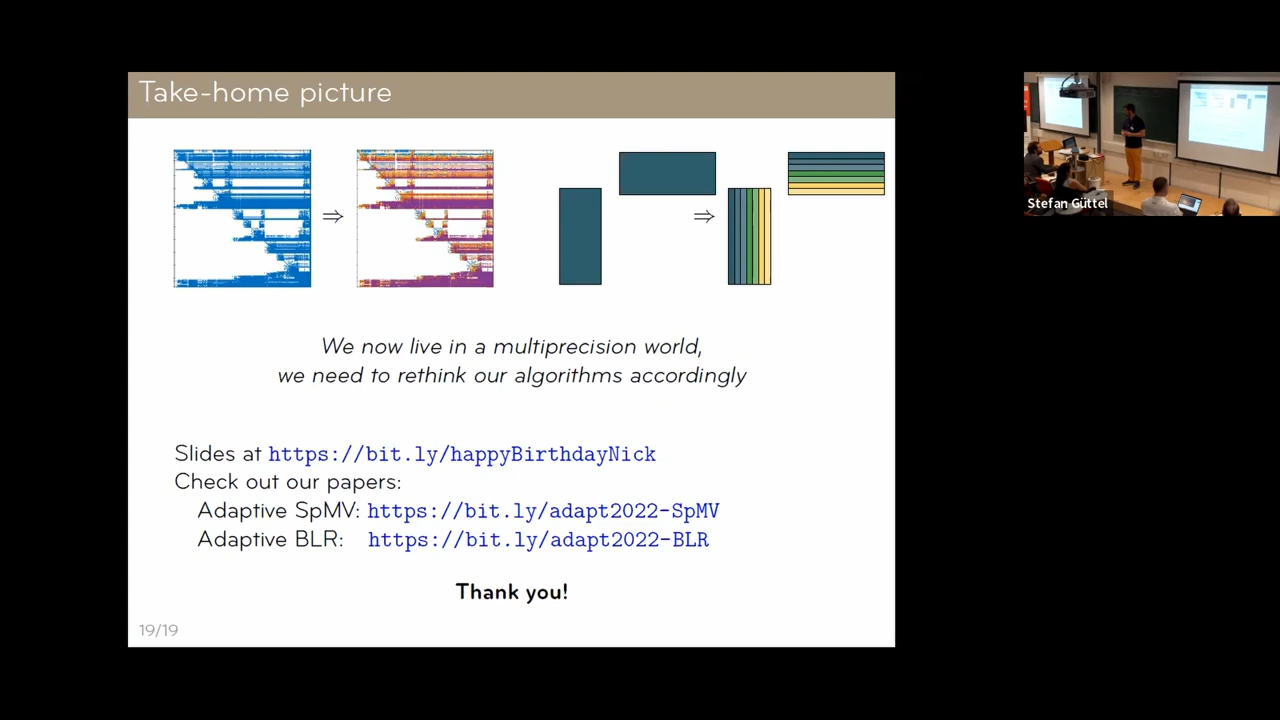 Take-home picture
⇒
⇒
We now live in a multiprecision world,
we need to rethink our algorithms accordingly
Slides at https://bit.ly/happyBirthdayNick
Check out our papers:
Adaptive SpMV: https://bit.ly/adapt2022-SpMV
Adaptive BLR: https://bit.ly/adapt2022-BLR
Thank you!
19/19
Stefan Güttel